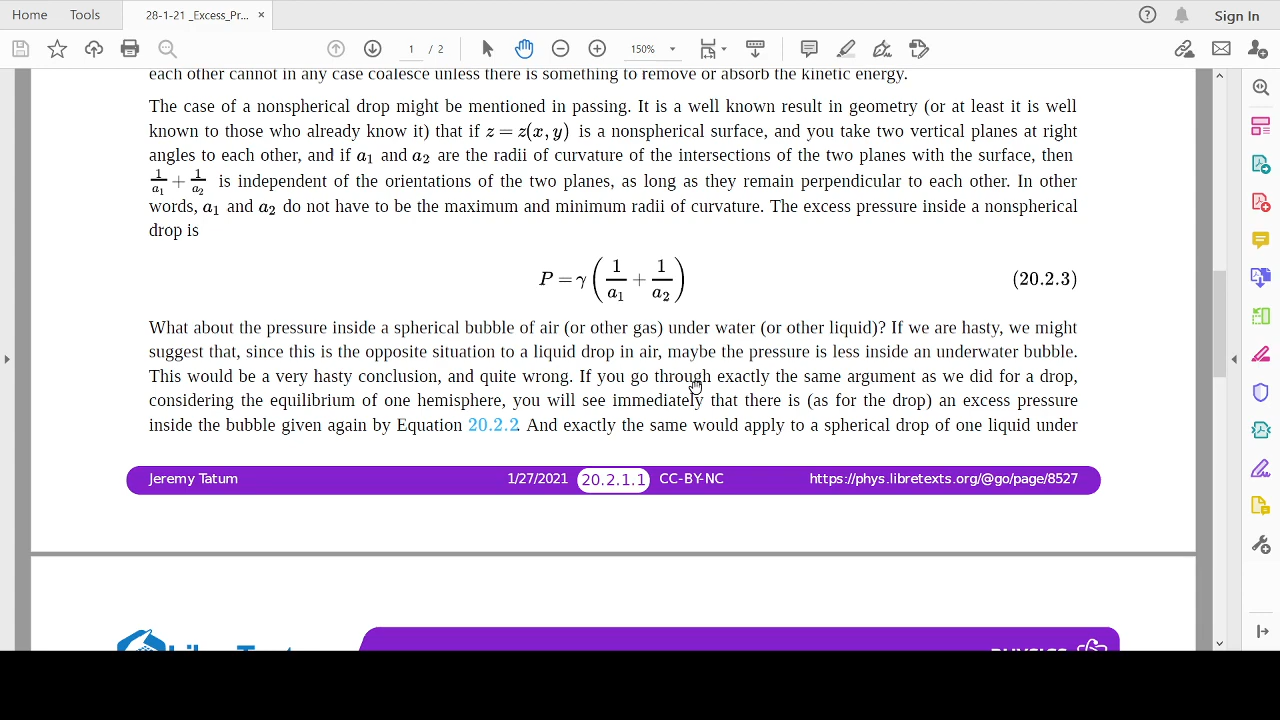 Home Tools 28-1-21 _Excess_Pr... × Sign In
1 / 2 150%
each other cannot in any case coalesce unless there is something to remove or absorb the kinetic energy.
The case of a nonspherical drop might be mentioned in passing. It is a well known result in geometry (or at least it is well
known to those who already know it) that if z = z(x, y) is a nonspherical surface, and you take two vertical planes at right
angles to each other, and if a₁ and a₂ are the radii of curvature of the intersections of the two planes with the surface, then
1/a₁ + 1/a₂ is independent of the orientations of the two planes, as long as they remain perpendicular to each other. In other
words, a₁ and a₂ do not have to be the maximum and minimum radii of curvature. The excess pressure inside a nonspherical
drop is
P = γ (1/a₁ + 1/a₂) (20.2.3)
What about the pressure inside a spherical bubble of air (or other gas) under water (or other liquid)? If we are hasty, we might
suggest that, since this is the opposite situation to a liquid drop in air, maybe the pressure is less inside an underwater bubble.
This would be a very hasty conclusion, and quite wrong. If you go through exactly the same argument as we did for a drop,
considering the equilibrium of one hemisphere, you will see immediately that there is (as for the drop) an excess pressure
inside the bubble given again by Equation 20.2.2. And exactly the same would apply to a spherical drop of one liquid under
Jeremy Tatum 1/27/2021 20.2.1.1 CC-BY-NC https://phys.libretexts.org/@go/page/8527